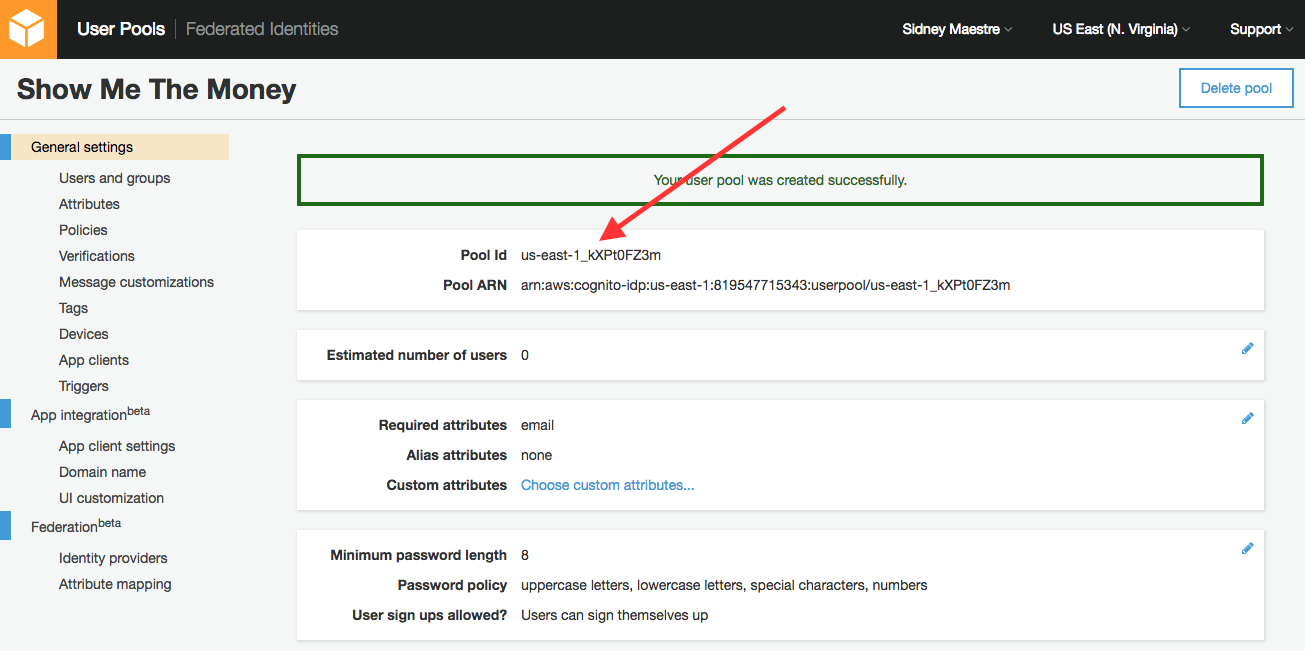 User Pools Federated Identities Sidney Maestre US East (N. Virginia) Support
Show Me The Money Delete pool
General settings
Users and groups
Attributes
Policies
Verifications
Message customizations
Tags
Devices
App clients
Triggers
App integration beta
App client settings
Domain name
UI customization
Federation beta
Identity providers
Attribute mapping
Your user pool was created successfully.
Pool Id us-east-1_kXPt0FZ3m
Pool ARN arn:aws:cognito-idp:us-east-1:819547715343:userpool/us-east-1_kXPt0FZ3m
Estimated number of users 0
Required attributes email
Alias attributes none
Custom attributes Choose custom attributes...
Minimum password length 8
Password policy uppercase letters, lowercase letters, special characters, numbers
User sign ups allowed? Users can sign themselves up